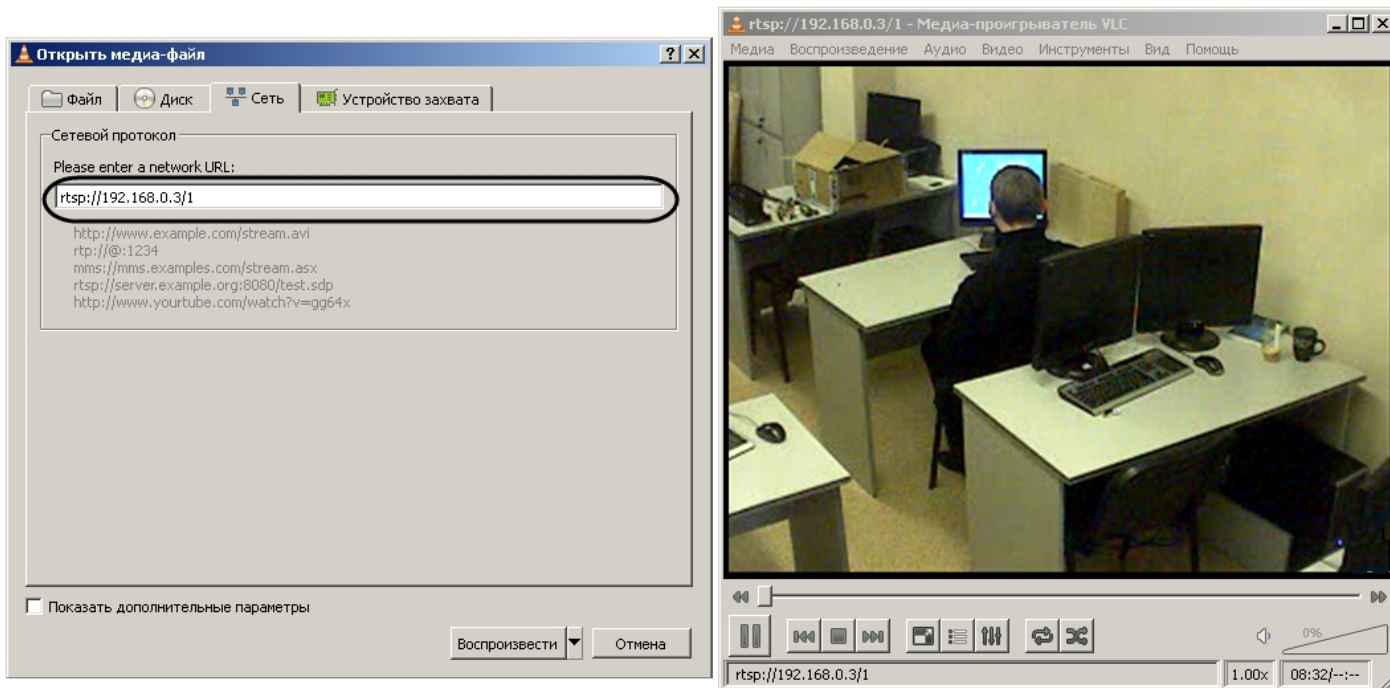 Открыть медиа-файл
Файл
Диск
Сеть
Устройство захвата
Сетевой протокол
Please enter a network URL:
rtsp://192.168.0.3/1
http://www.example.com/stream.avi
rtp://@:1234
mms://mms.examples.com/stream.asx
rtsp://server.example.org:8080/test.sdp
http://www.yourtube.com/watch?v=gg64x
Показать дополнительные параметры
Воспроизвести
Отмена
rtsp://192.168.0.3/1 - Медиа-проигрыватель VLC
Медиа Воспроизведение Аудио Видео Инструменты Вид Помощь
0%
rtsp://192.168.0.3/1 1.00x 08:32/--:--